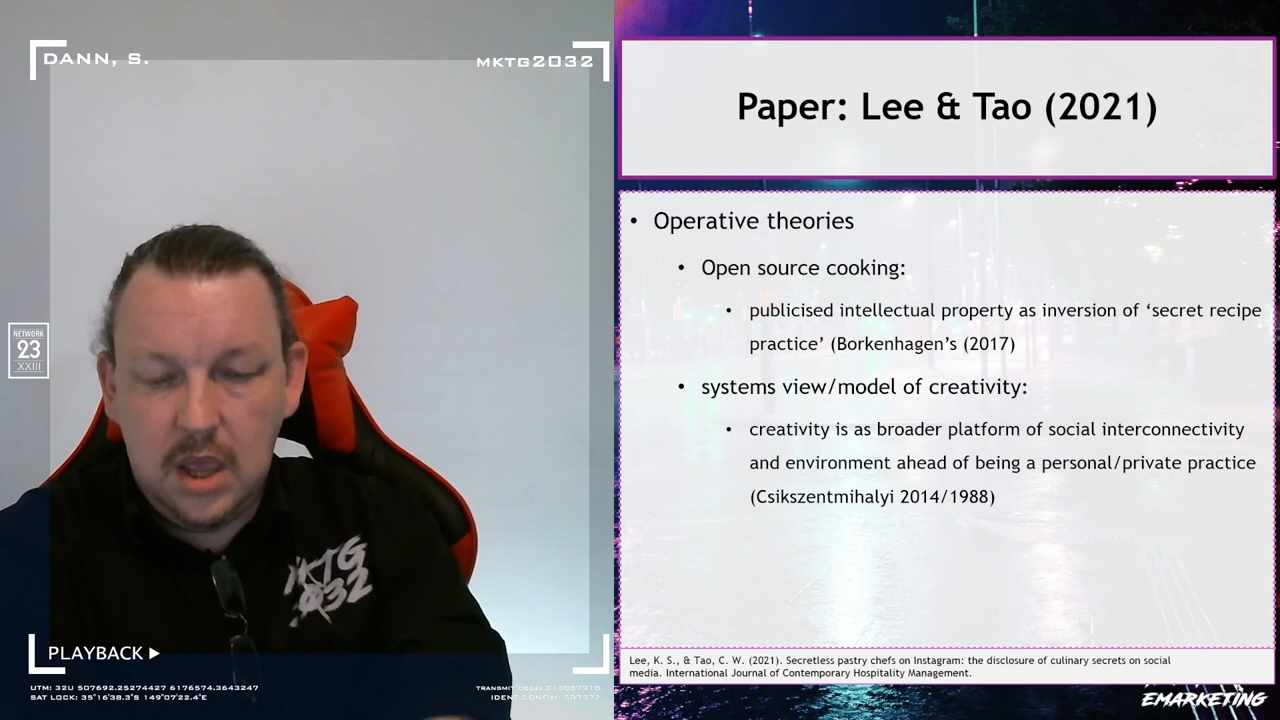 DANN, S.
MKTG2032
NETWORK
23
XXIII
MKTG
2032
PLAYBACK
UTM: 32U 507692.25274427 6176574.3643247
SAT LOCK: 35°16'38.3"S 149°07'22.4"E
Paper: Lee & Tao (2021)
• Operative theories
• Open source cooking:
• publicised intellectual property as inversion of ‘secret recipe
practice’ (Borkenhagen’s (2017)
• systems view/model of creativity:
• creativity is as broader platform of social interconnectivity
and environment ahead of being a personal/private practice
(Csikszentmihalyi 2014/1988)
Lee, K. S., & Tao, C. W. (2021). Secretless pastry chefs on Instagram: the disclosure of culinary secrets on social
media. International Journal of Contemporary Hospitality Management.
EMARKETING